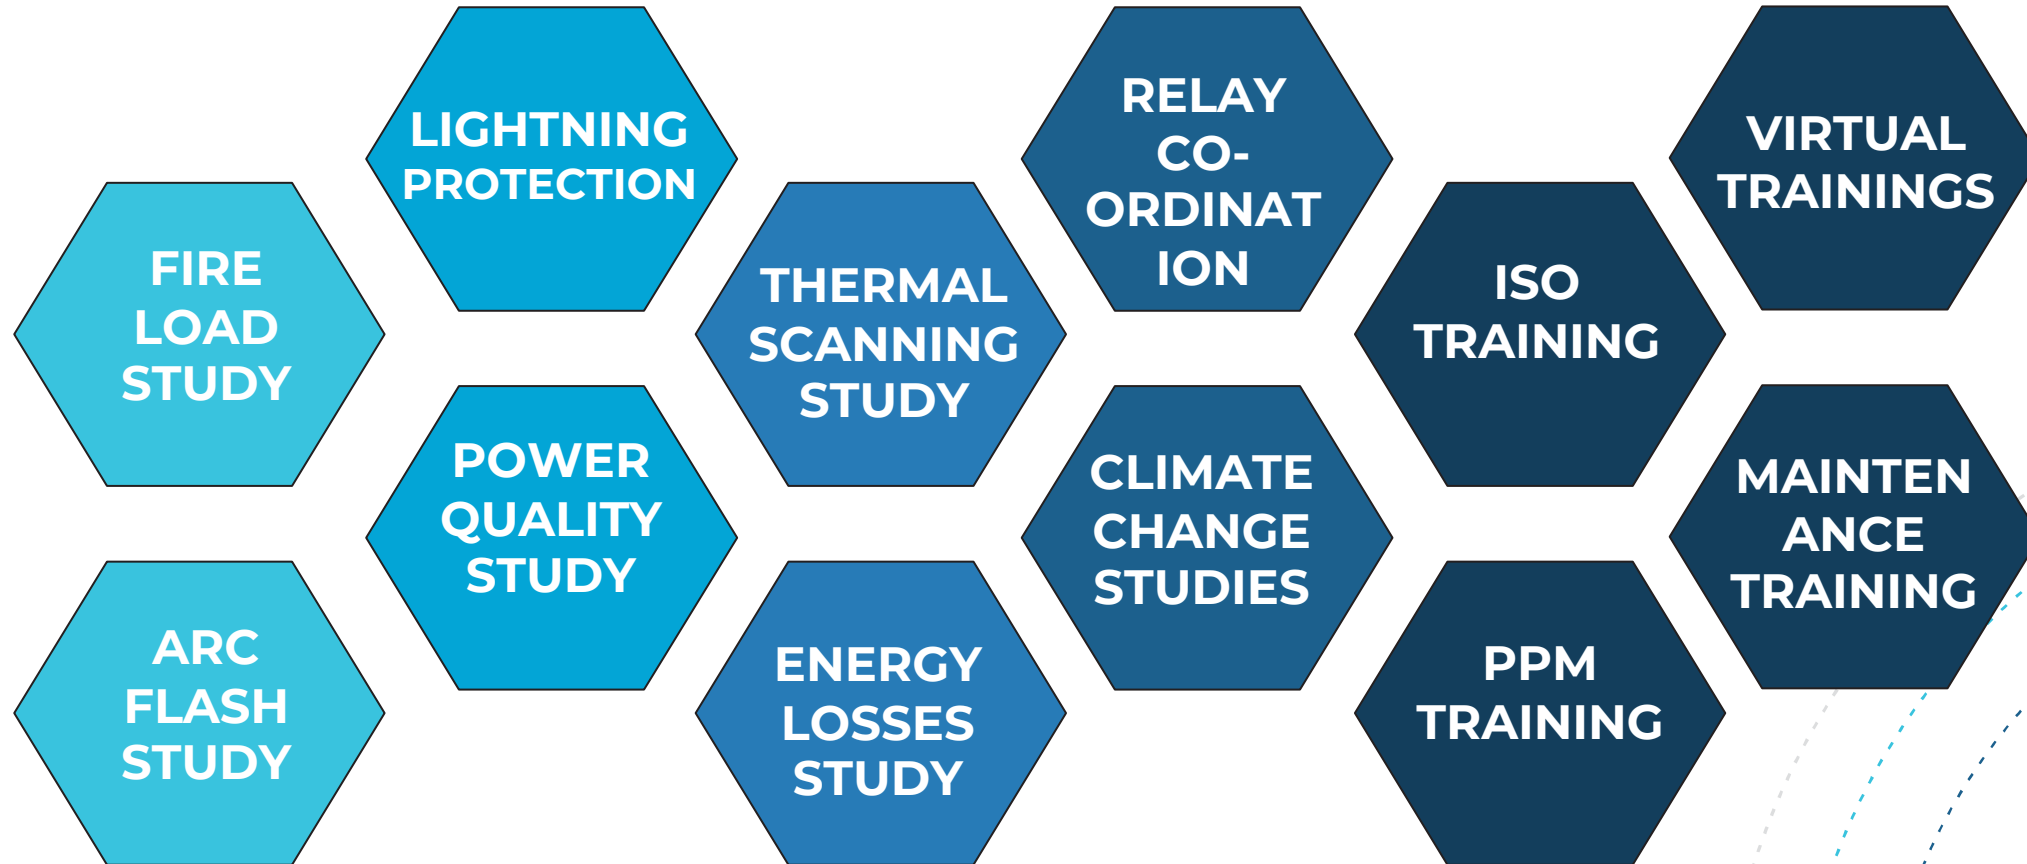 FIRE
LOAD
STUDY
ARC
FLASH
STUDY
LIGHTNING
PROTECTION
POWER
QUALITY
STUDY
THERMAL
SCANNING
STUDY
ENERGY
LOSSES
STUDY
RELAY
CO-
ORDINAT
ION
CLIMATE
CHANGE
STUDIES
ISO
TRAINING
PPM
TRAINING
VIRTUAL
TRAININGS
MAINTEN
ANCE
TRAINING